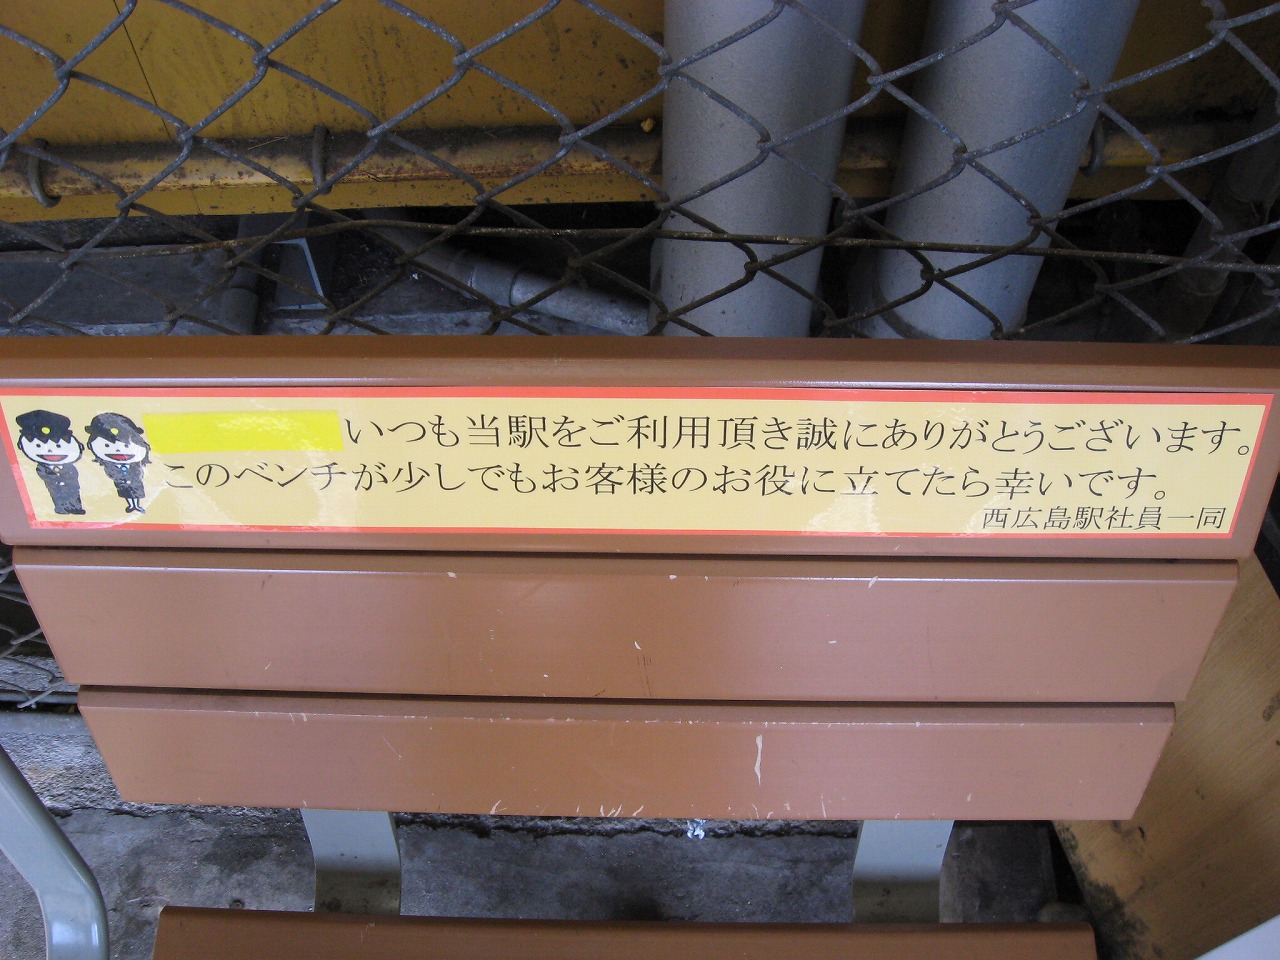 いつも当駅をご利用頂き誠にありがとうございます。
このベンチが少しでもお客様のお役に立てたら幸いです。
西広島駅社員一同